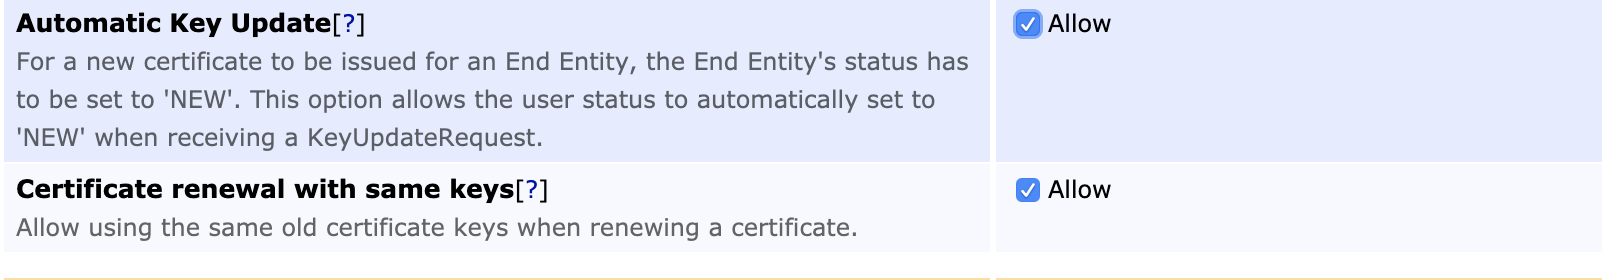 Automatic Key Update[?]
Allow
For a new certificate to be issued for an End Entity, the End Entity's status has
to be set to 'NEW'. This option allows the user status to automatically set to
'NEW' when receiving a KeyUpdateRequest.
Certificate renewal with same keys[?]
Allow
Allow using the same old certificate keys when renewing a certificate.